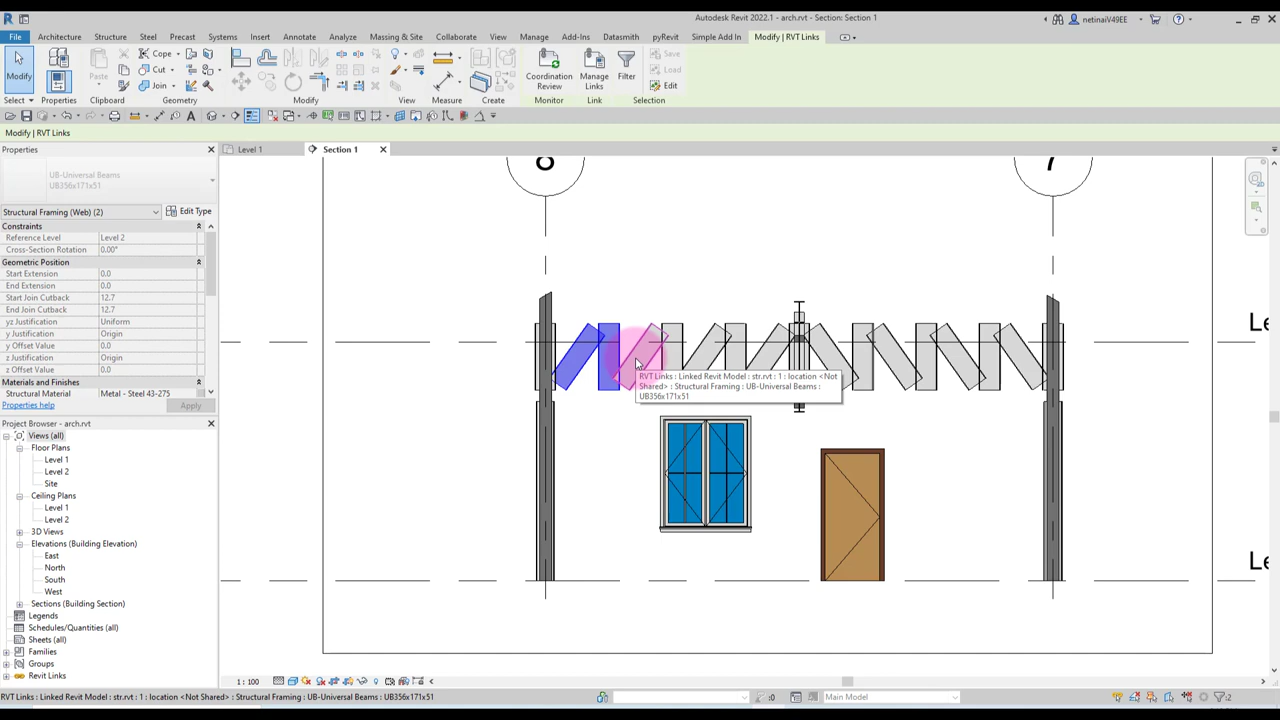 Autodesk Revit 2022.1 - arch.rvt - Section: Section 1
netinaiV49EE
File Architecture Structure Steel Precast Systems Insert Annotate Analyze Massing & Site Collaborate View Manage Add-Ins Datasmith pyRevit Simple Add In Modify | RVT Links
Modify Paste Cope Cut Join Coordination Review Manage Links Filter Save Load Edit
Select Properties Clipboard Geometry Modify View Measure Create Monitor Link Selection
Modify | RVT Links
Properties
Level 1
Section 1
UB-Universal Beams
UB356x171x51
Structural Framing (Web) (2)
Edit Type
Constraints
Reference Level Level 2
Cross-Section Rotation 0.00°
Geometric Position
Start Extension 0.0
End Extension 0.0
Start Join Cutback 12.7
End Join Cutback 12.7
yz Justification Uniform
y Justification Origin
y Offset Value 0.0
z Justification Origin
z Offset Value 0.0
Materials and Finishes
Structural Material Metal - Steel 43-275
Properties help
Apply
Project Browser - arch.rvt
Views (all)
Floor Plans
Level 1
Level 2
Site
Ceiling Plans
Level 1
Level 2
3D Views
Elevations (Building Elevation)
East
North
South
West
Sections (Building Section)
Legends
Schedules/Quantities (all)
Sheets (all)
Families
Groups
Revit Links
7
RVT Links : Linked Revit Model : str.rvt : 1 : location <Not
Shared> : Structural Framing : UB-Universal Beams :
UB356x171x51
Le
Le
1 : 100
RVT Links : Linked Revit Model : str.rvt : 1 : location <Not Shared> : Structural Framing : UB-Universal Beams : UB356x171x51
:0
Main Model
:2